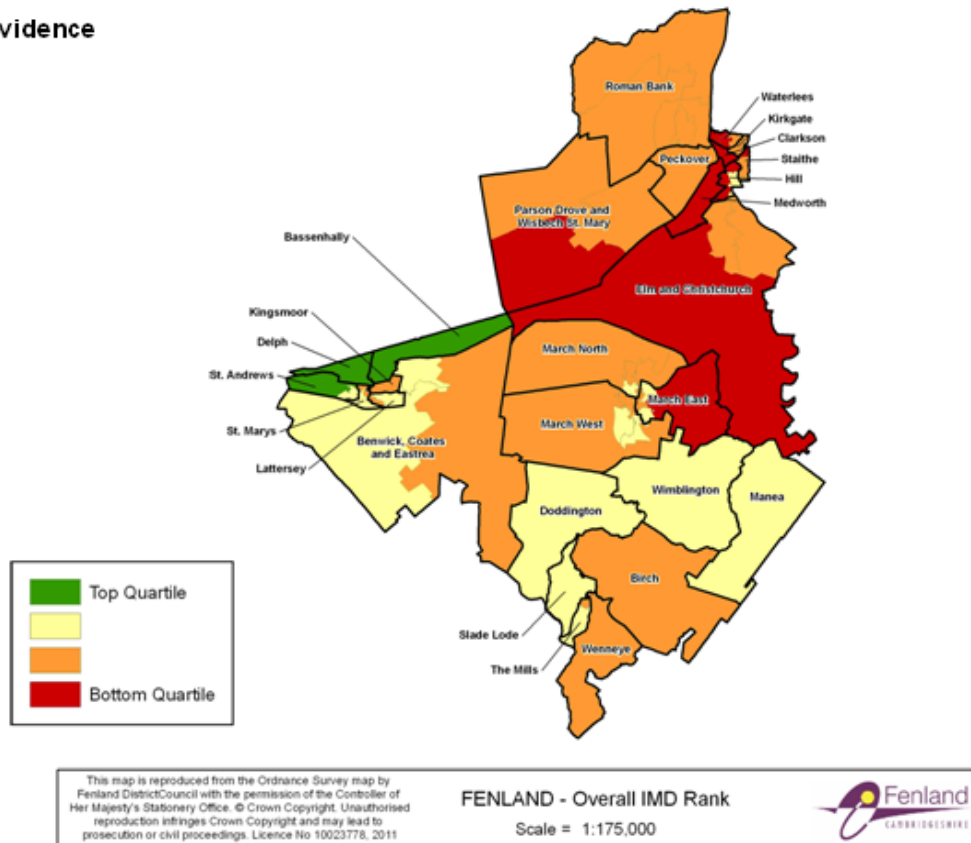 vidence
Roman Bank
Waterlees
Kirkgate
Clarkson
Peckover
Staithe
Hill
Medworth
Parson Drove and
Wisbech St. Mary
Bassenhally
Elm and Christchurch
Kingsmoor
Delph
March North
St. Andrews
March East
March West
St. Marys
Benwick, Coates
and Eastrea
Lattersey
Wimblington
Manea
Doddington
Birch
Top Quartile
Slade Lode
Wenneye
The Mills
Bottom Quartile
This map is reproduced from the Ordnance Survey map by
Fenland DistrictCouncil with the permission of the Controller of
Her Majesty's Stationery Office. © Crown Copyright. Unauthorised
reproduction infringes Crown Copyright and may lead to
prosecution or civil proceedings. Licence No 10023778, 2011
FENLAND - Overall IMD Rank
Scale = 1:175,000
Fenland
CAMBRIDGESHIRE